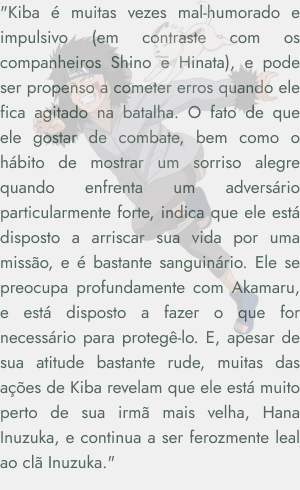 "Kiba é muitas vezes mal-humorado e
impulsivo (em contraste com os
companheiros Shino e Hinata), e pode
ser propenso a cometer erros quando ele
fica agitado na batalha. O fato de que
ele gostar de combate, bem como o
hábito de mostrar um sorriso alegre
quando enfrenta um adversário
particularmente forte, indica que ele está
disposto a arriscar sua vida por uma
missão, e é bastante sanguinário. Ele se
preocupa profundamente com Akamaru,
e está disposto a fazer o que for
necessário para protegê-lo. E, apesar de
sua atitude bastante rude, muitas das
ações de Kiba revelam que ele está muito
perto de sua irmã mais velha, Hana
Inuzuka, e continua a ser ferozmente leal
ao clã Inuzuka."